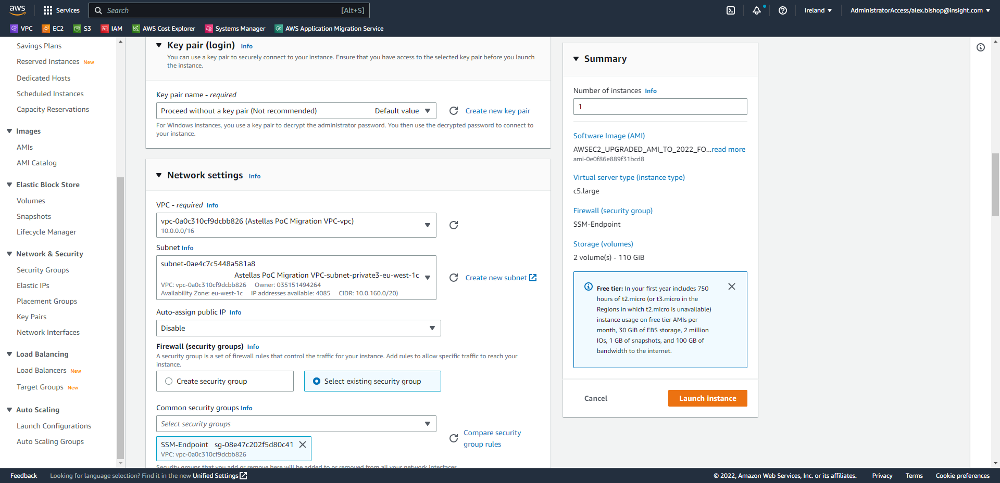 aws
Services
Search
[Alt+S]
Ireland
AdministratorAccess/alex.bishop@insight.com
VPC
EC2
S3
IAM
AWS Cost Explorer
Systems Manager
AWS Application Migration Service
Savings Plans
Reserved Instances New
Dedicated Hosts
Scheduled Instances
Capacity Reservations
Images
AMIs
AMI Catalog
Elastic Block Store
Volumes
Snapshots
Lifecycle Manager
Network & Security
Security Groups
Elastic IPs
Placement Groups
Key Pairs
Network Interfaces
Load Balancing
Load Balancers New
Target Groups New
Auto Scaling
Launch Configurations
Auto Scaling Groups
Key pair (login) Info
You can use a key pair to securely connect to your instance. Ensure that you have access to the selected key pair before you launch
the instance.
Key pair name - required
Proceed without a key pair (Not recommended) Default value
Create new key pair
For Windows instances, you use a key pair to decrypt the administrator password. You then use the decrypted password to connect to
your instance.
Network settings Info
VPC - required Info
vpc-0a0c310cf9dcbb826 (Astellas PoC Migration VPC-vpc)
10.0.0.0/16
Subnet Info
subnet-0ae4c7c5448a581a8
Astellas PoC Migration VPC-subnet-private3-eu-west-1c
VPC: vpc-0a0c310cf9dcbb826 Owner: 035151494264
Availability Zone: eu-west-1c IP addresses available: 4085 CIDR: 10.0.160.0/20)
Create new subnet
Auto-assign public IP Info
Disable
Firewall (security groups) Info
A security group is a set of firewall rules that control the traffic for your instance. Add rules to allow specific traffic to reach your
instance.
Create security group
Select existing security group
Common security groups Info
Select security groups
SSM-Endpoint sg-08e47c202f5d80c41
VPC: vpc-0a0c310cf9dcbb826
Compare security
group rules
Security groups that you add or remove here will be added to or removed from all your network interfaces.
Summary
Number of instances Info
1
Software Image (AMI)
AWSEC2_UPGRADED_AMI_TO_2022_FO...read more
ami-0e0f86e889f31bcd8
Virtual server type (instance type)
c5.large
Firewall (security group)
SSM-Endpoint
Storage (volumes)
2 volume(s) - 110 GiB
Free tier: In your first year includes 750
hours of t2.micro (or t3.micro in the
Regions in which t2.micro is unavailable)
instance usage on free tier AMIs per
month, 30 GiB of EBS storage, 2 million
IOs, 1 GB of snapshots, and 100 GB of
bandwidth to the internet.
Cancel
Launch instance
Feedback
Looking for language selection? Find it in the new Unified Settings
© 2022, Amazon Web Services, Inc. or its affiliates.
Privacy
Terms
Cookie preferences